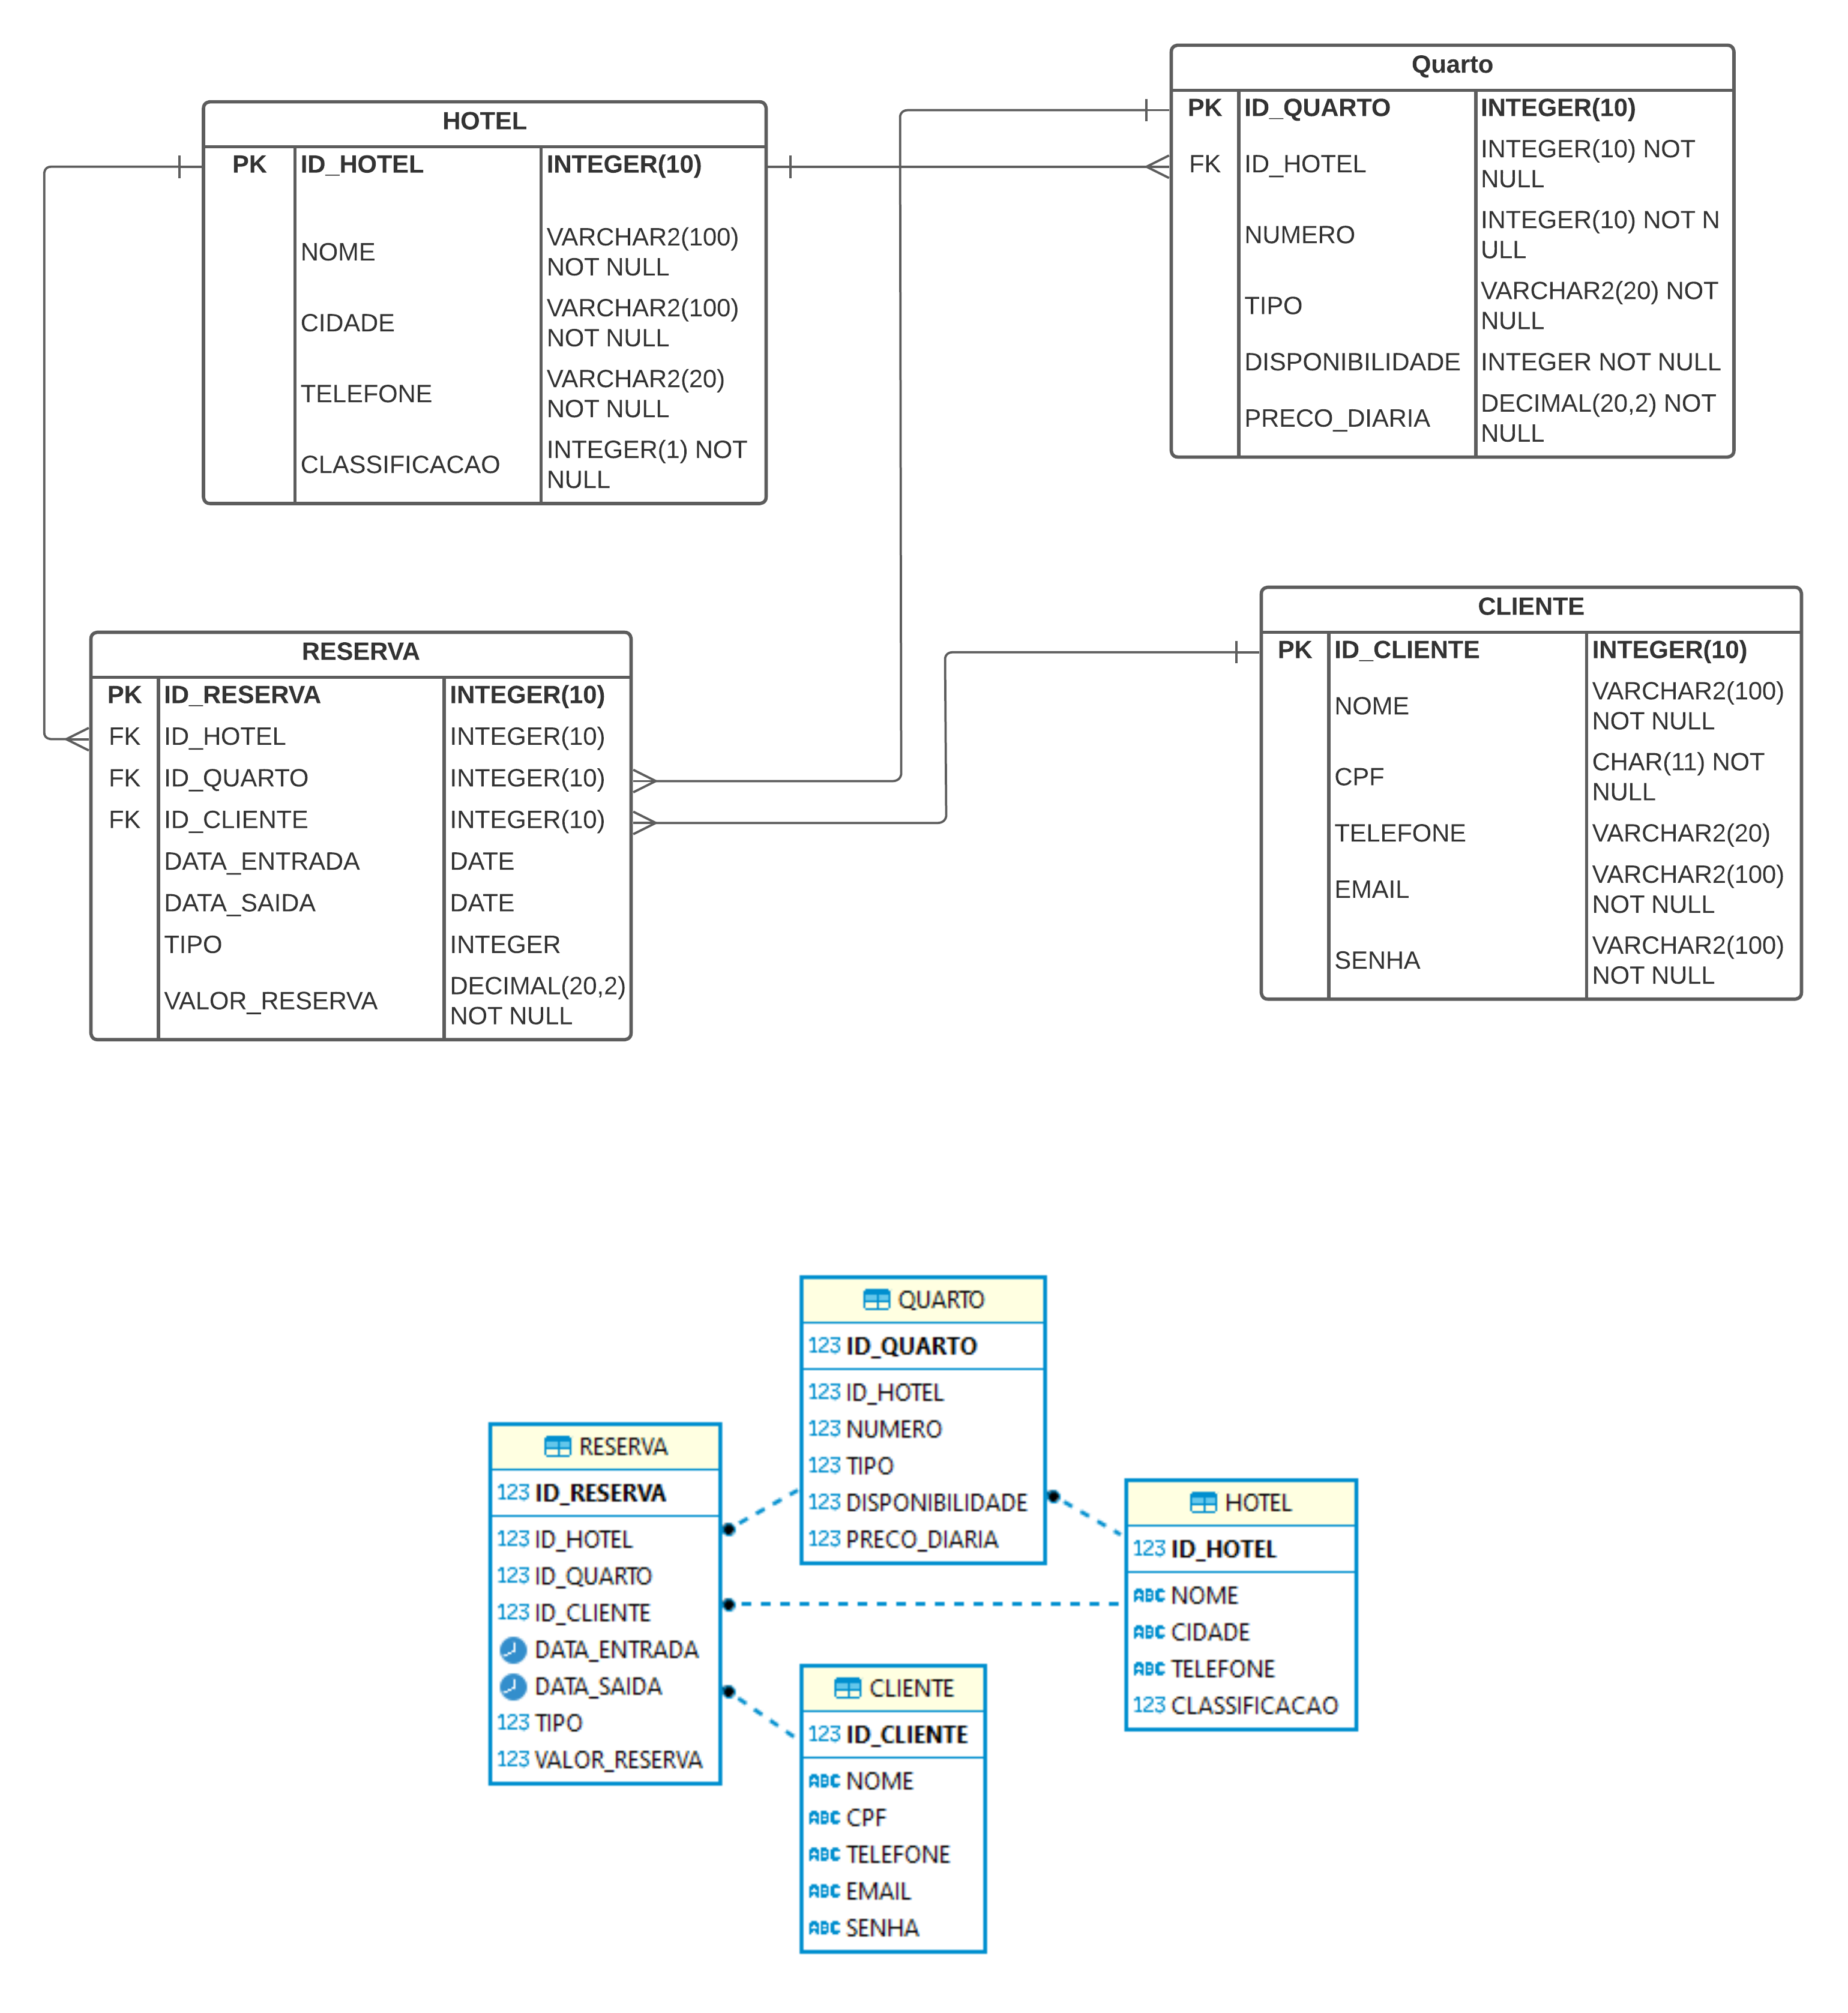 HOTEL
PK ID_HOTEL INTEGER(10)
NOME VARCHAR2(100)
NOT NULL
CIDADE VARCHAR2(100)
NOT NULL
TELEFONE VARCHAR2(20)
NOT NULL
CLASSIFICACAO INTEGER(1) NOT
NULL
Quarto
PK ID_QUARTO INTEGER(10)
FK ID_HOTEL INTEGER(10) NOT
NULL
NUMERO INTEGER(10) NOT N
ULL
TIPO VARCHAR2(20) NOT
NULL
DISPONIBILIDADE INTEGER NOT NULL
PRECO_DIARIA DECIMAL(20,2) NOT
NULL
RESERVA
PK ID_RESERVA INTEGER(10)
FK ID_HOTEL INTEGER(10)
FK ID_QUARTO INTEGER(10)
FK ID_CLIENTE INTEGER(10)
DATA_ENTRADA DATE
DATA_SAIDA DATE
TIPO INTEGER
VALOR_RESERVA DECIMAL(20,2)
NOT NULL
CLIENTE
PK ID_CLIENTE INTEGER(10)
NOME VARCHAR2(100)
NOT NULL
CPF CHAR(11) NOT
NULL
TELEFONE VARCHAR2(20)
EMAIL VARCHAR2(100)
NOT NULL
SENHA VARCHAR2(100)
NOT NULL
QUARTO
123 ID_QUARTO
123 ID_HOTEL
123 NUMERO
123 TIPO
123 DISPONIBILIDADE
123 PRECO_DIARIA
RESERVA
123 ID_RESERVA
123 ID_HOTEL
123 ID_QUARTO
123 ID_CLIENTE
DATA_ENTRADA
DATA_SAIDA
123 TIPO
123 VALOR_RESERVA
HOTEL
123 ID_HOTEL
ABC NOME
ABC CIDADE
ABC TELEFONE
123 CLASSIFICACAO
CLIENTE
123 ID_CLIENTE
ABC NOME
ABC CPF
ABC TELEFONE
ABC EMAIL
ABC SENHA